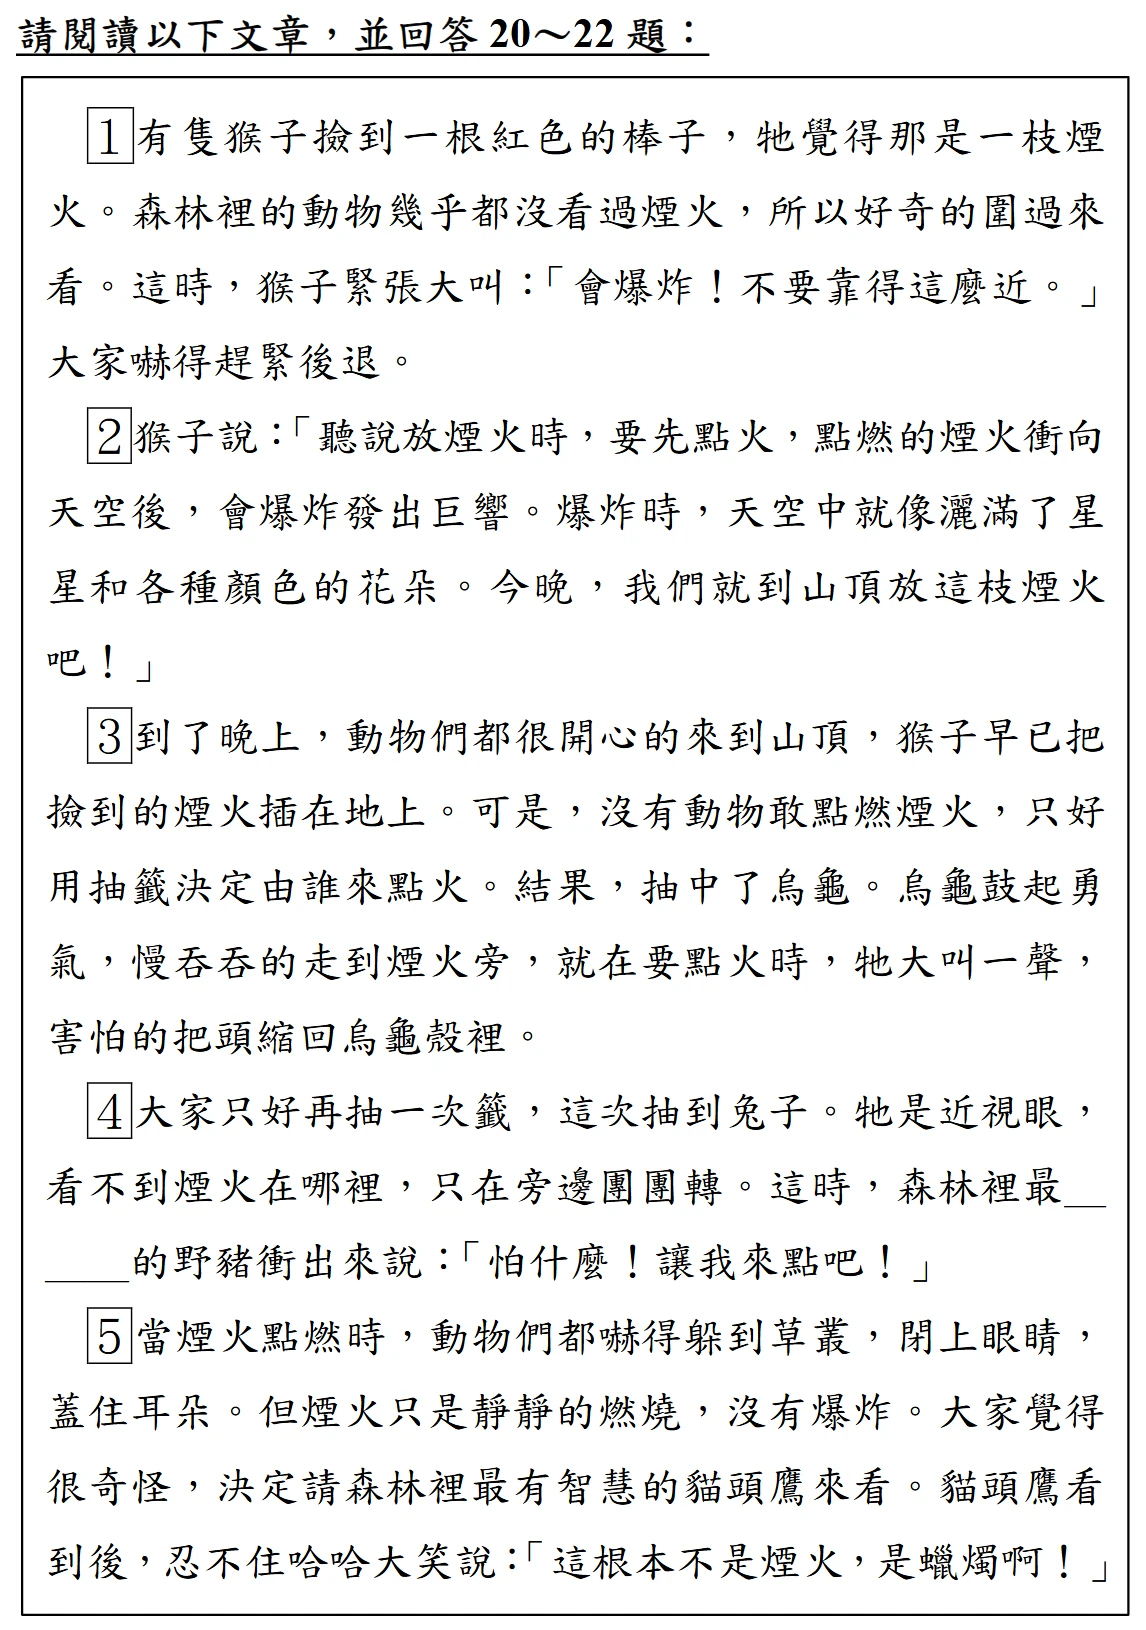 請閱讀以下文章，並回答 20～22 題：
1有隻猴子撿到一根紅色的棒子，牠覺得那是一枝煙
火。森林裡的動物幾乎都沒看過煙火，所以好奇的圍過來
看。這時，猴子緊張大叫：「會爆炸！不要靠得這麼近。」
大家嚇得趕緊後退。
2猴子說：「聽說放煙火時，要先點火，點燃的煙火衝向
天空後，會爆炸發出巨響。爆炸時，天空中就像灑滿了星
星和各種顏色的花朵。今晚，我們就到山頂放這枝煙火
吧！」
3到了晚上，動物們都很開心的來到山頂，猴子早已把
撿到的煙火插在地上。可是，沒有動物敢點燃煙火，只好
用抽籤決定由誰來點火。結果，抽中了烏龜。烏龜鼓起勇
氣，慢吞吞的走到煙火旁，就在要點火時，牠大叫一聲，
害怕的把頭縮回烏龜殼裡。
4大家只好再抽一次籤，這次抽到兔子。牠是近視眼，
看不到煙火在哪裡，只在旁邊團團轉。這時，森林裡最__
____的野豬衝出來說：「怕什麼！讓我來點吧！」
5當煙火點燃時，動物們都嚇得躲到草叢，閉上眼睛，
蓋住耳朵。但煙火只是靜靜的燃燒，沒有爆炸。大家覺得
很奇怪，決定請森林裡最有智慧的貓頭鷹來看。貓頭鷹看
到後，忍不住哈哈大笑說：「這根本不是煙火，是蠟燭啊！」